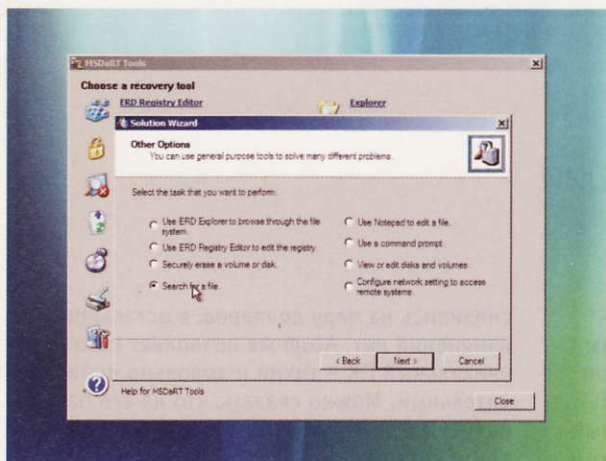 MSDaRT Tools
Choose a recovery tool
ERD Registry Editor
Explorer
Solution Wizard
Other Options
You can use general purpose tools to solve many different problems.
Select the task that you want to perform:
Use ERD Explorer to browse through the file
system.
Use ERD Registry Editor to edit the registry.
Securely erase a volume or disk.
Search for a file.
Use Notepad to edit a file.
Use a command prompt.
View or edit disks and volumes.
Configure network setting to access
remote systems.
< Back
Next >
Cancel
Help for MSDaRT Tools
Close